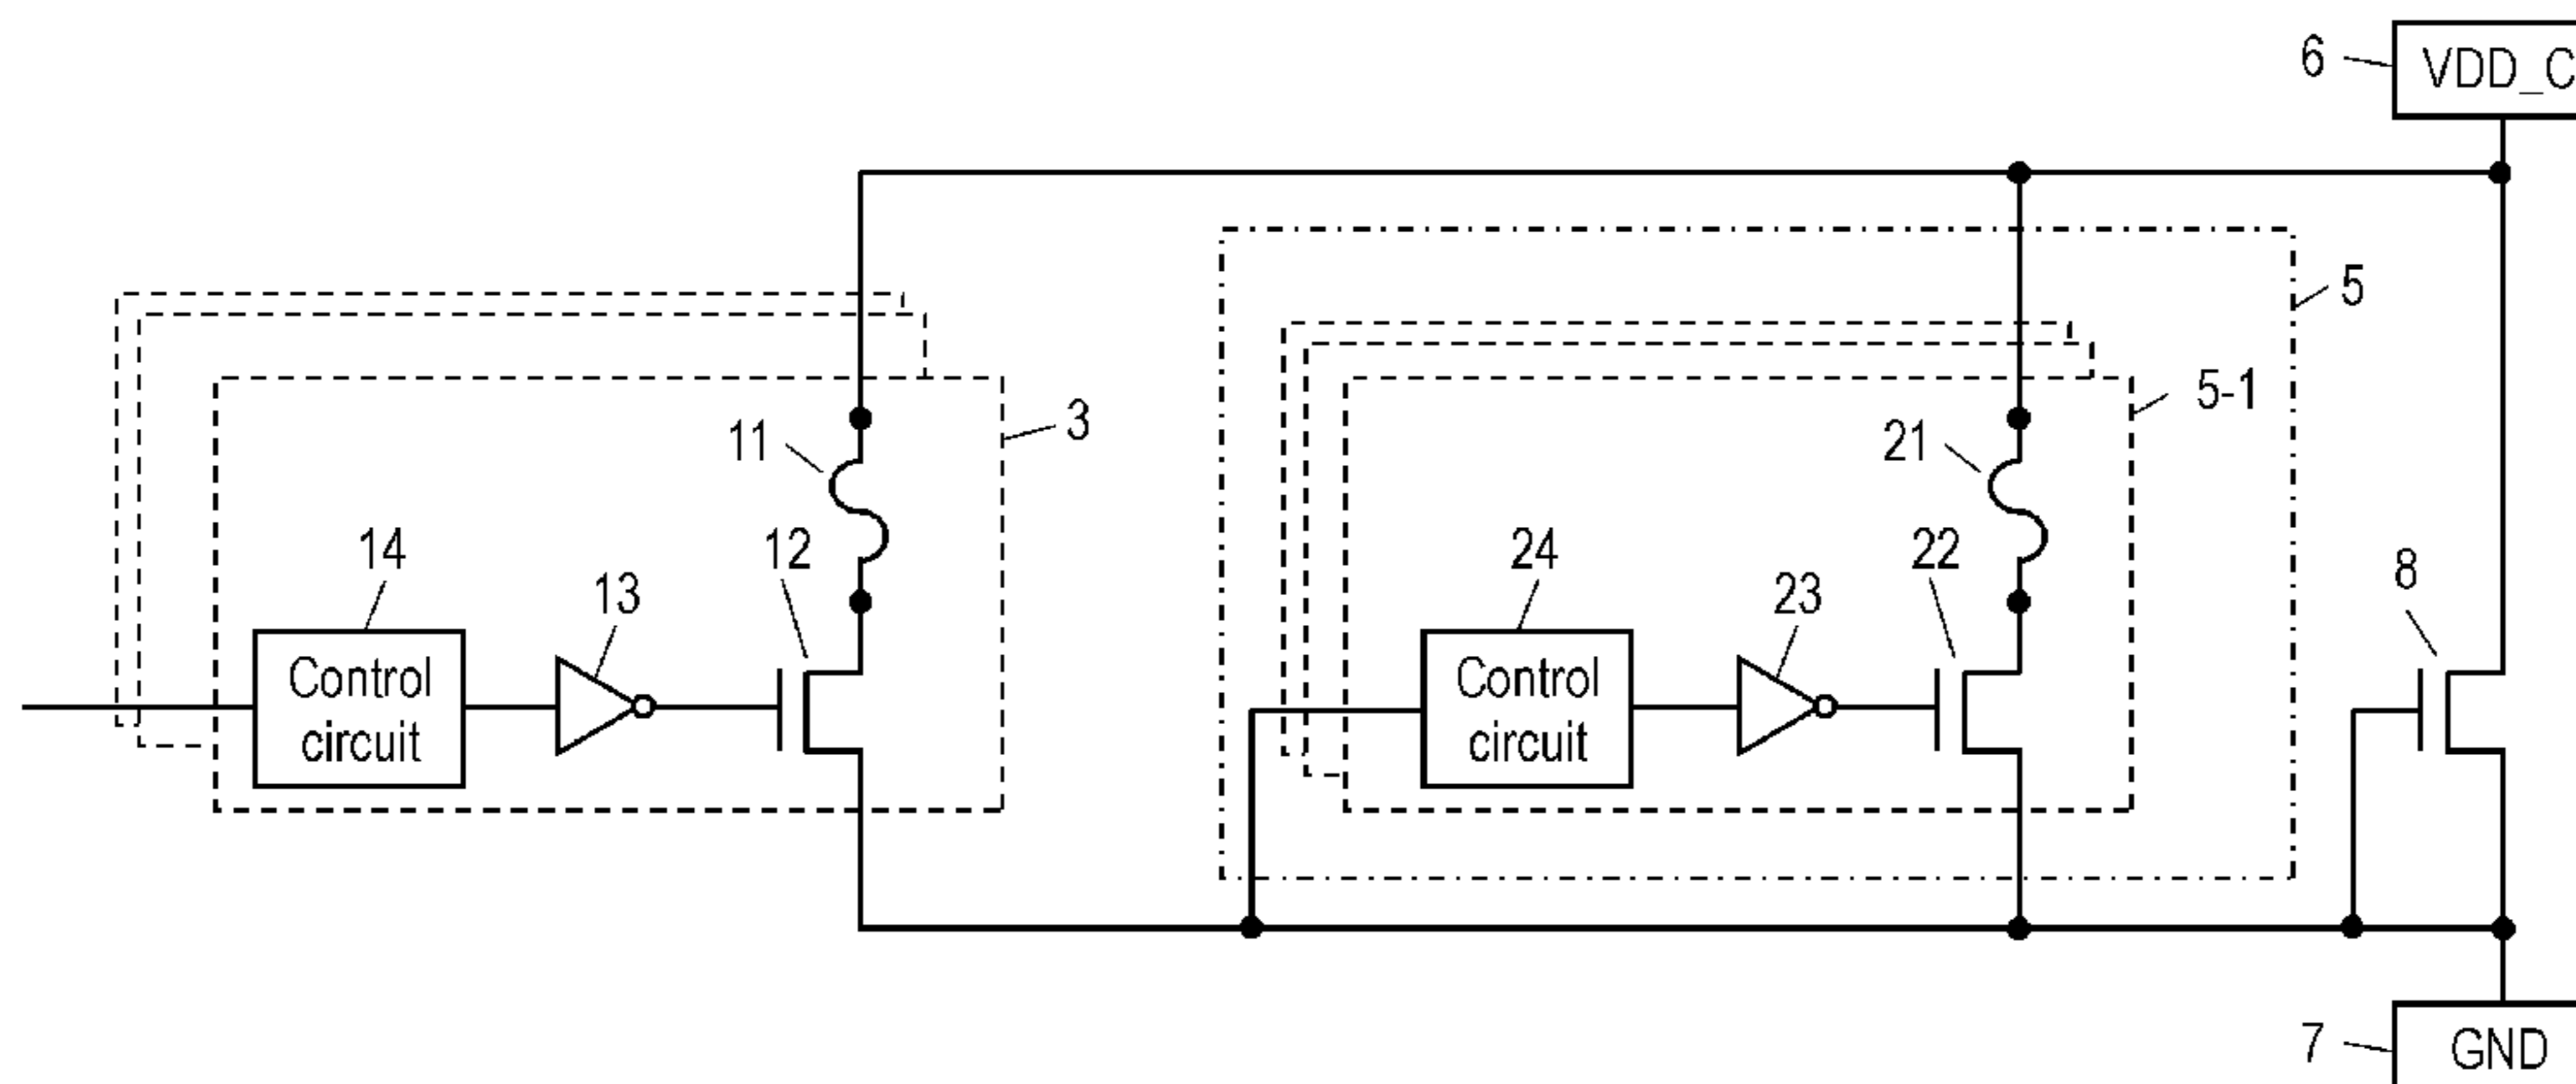 6
VDD_C
5
3
5-1
11
21
14
12
24
22
13
23
8
Control
circuit
Control
circuit
7
GND